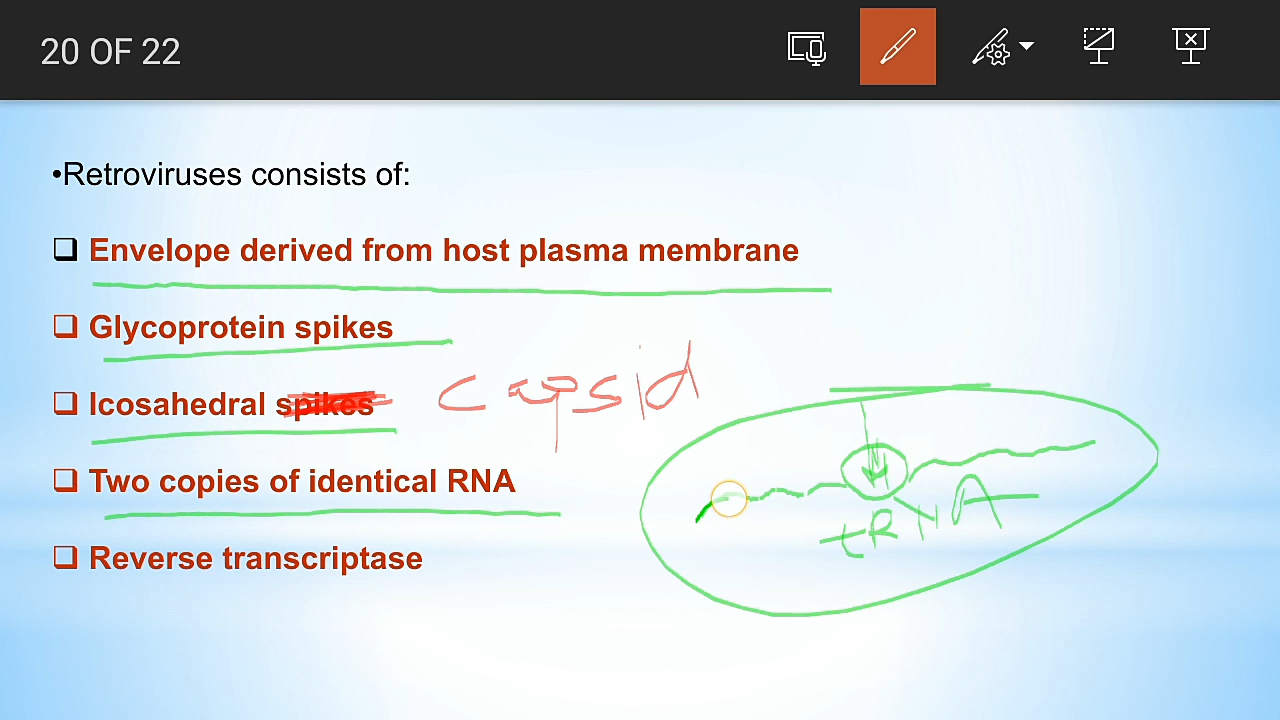 20 OF 22
•Retroviruses consists of:
Envelope derived from host plasma membrane
Glycoprotein spikes
Icosahedral spikes capsid
Two copies of identical RNA
tRNA
Reverse transcriptase